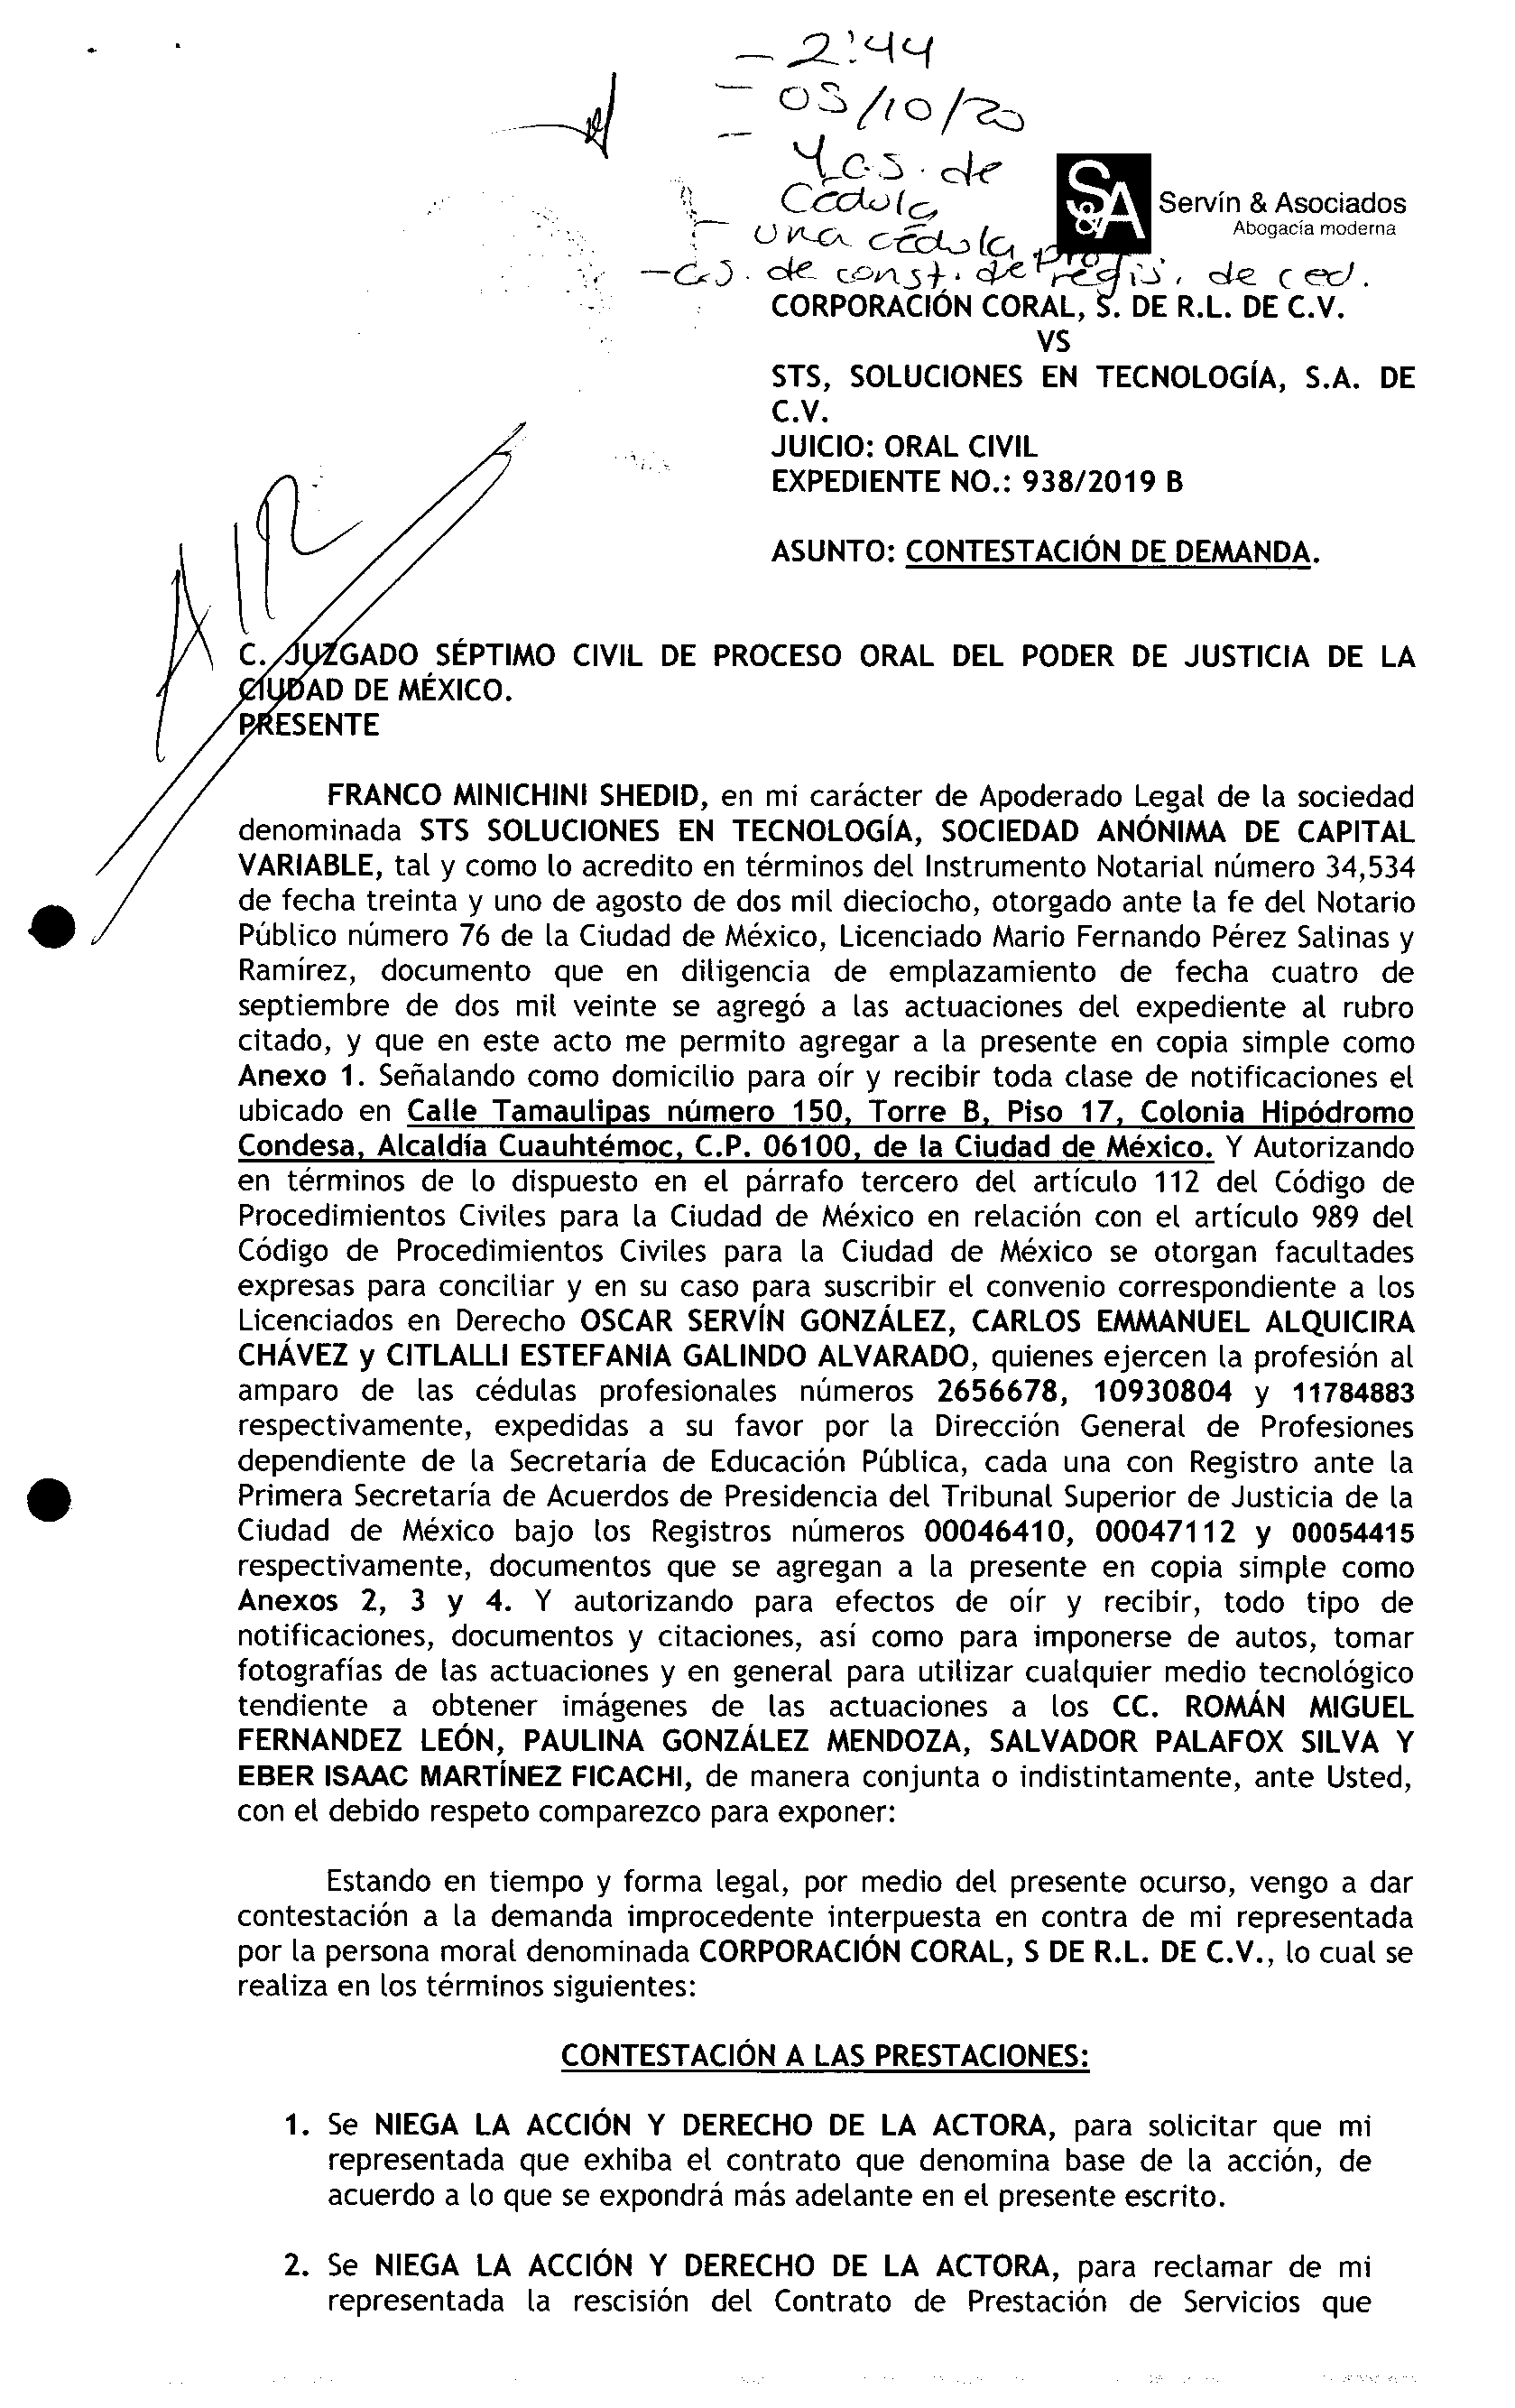 - 2:44
- 05/10/20
- 4 C.S. de
Cédula
- una cédula prof
- C.S. de const. de regis. de ced.
S&A Servín & Asociados
Abogacía moderna
CORPORACIÓN CORAL, S. DE R.L. DE C.V.
VS
STS, SOLUCIONES EN TECNOLOGÍA, S.A. DE
C.V.
JUICIO: ORAL CIVIL
EXPEDIENTE NO.: 938/2019 B
ASUNTO: CONTESTACIÓN DE DEMANDA.
C. JUZGADO SÉPTIMO CIVIL DE PROCESO ORAL DEL PODER DE JUSTICIA DE LA
CIUDAD DE MÉXICO.
PRESENTE
FRANCO MINICHINI SHEDID, en mi carácter de Apoderado Legal de la sociedad
denominada STS SOLUCIONES EN TECNOLOGÍA, SOCIEDAD ANÓNIMA DE CAPITAL
VARIABLE, tal y como lo acredito en términos del Instrumento Notarial número 34,534
de fecha treinta y uno de agosto de dos mil dieciocho, otorgado ante la fe del Notario
Público número 76 de la Ciudad de México, Licenciado Mario Fernando Pérez Salinas y
Ramírez, documento que en diligencia de emplazamiento de fecha cuatro de
septiembre de dos mil veinte se agregó a las actuaciones del expediente al rubro
citado, y que en este acto me permito agregar a la presente en copia simple como
Anexo 1. Señalando como domicilio para oír y recibir toda clase de notificaciones el
ubicado en Calle Tamaulipas número 150, Torre B, Piso 17, Colonia Hipódromo
Condesa, Alcaldía Cuauhtémoc, C.P. 06100, de la Ciudad de México. Y Autorizando
en términos de lo dispuesto en el párrafo tercero del artículo 112 del Código de
Procedimientos Civiles para la Ciudad de México en relación con el artículo 989 del
Código de Procedimientos Civiles para la Ciudad de México se otorgan facultades
expresas para conciliar y en su caso para suscribir el convenio correspondiente a los
Licenciados en Derecho OSCAR SERVÍN GONZÁLEZ, CARLOS EMMANUEL ALQUICIRA
CHÁVEZ y CITLALLI ESTEFANIA GALINDO ALVARADO, quienes ejercen la profesión al
amparo de las cédulas profesionales números 2656678, 10930804 y 11784883
respectivamente, expedidas a su favor por la Dirección General de Profesiones
dependiente de la Secretaría de Educación Pública, cada una con Registro ante la
Primera Secretaría de Acuerdos de Presidencia del Tribunal Superior de Justicia de la
Ciudad de México bajo los Registros números 00046410, 00047112 y 00054415
respectivamente, documentos que se agregan a la presente en copia simple como
Anexos 2, 3 y 4. Y autorizando para efectos de oír y recibir, todo tipo de
notificaciones, documentos y citaciones, así como para imponerse de autos, tomar
fotografías de las actuaciones y en general para utilizar cualquier medio tecnológico
tendiente a obtener imágenes de las actuaciones a los CC. ROMÁN MIGUEL
FERNANDEZ LEÓN, PAULINA GONZÁLEZ MENDOZA, SALVADOR PALAFOX SILVA Y
EBER ISAAC MARTÍNEZ FICACHI, de manera conjunta o indistintamente, ante Usted,
con el debido respeto comparezco para exponer:
Estando en tiempo y forma legal, por medio del presente ocurso, vengo a dar
contestación a la demanda improcedente interpuesta en contra de mi representada
por la persona moral denominada CORPORACIÓN CORAL, S DE R.L. DE C.V., lo cual se
realiza en los términos siguientes:
CONTESTACIÓN A LAS PRESTACIONES:
1. Se NIEGA LA ACCIÓN Y DERECHO DE LA ACTORA, para solicitar que mi
representada que exhiba el contrato que denomina base de la acción, de
acuerdo a lo que se expondrá más adelante en el presente escrito.
2. Se NIEGA LA ACCIÓN Y DERECHO DE LA ACTORA, para reclamar de mi
representada la rescisión del Contrato de Prestación de Servicios que